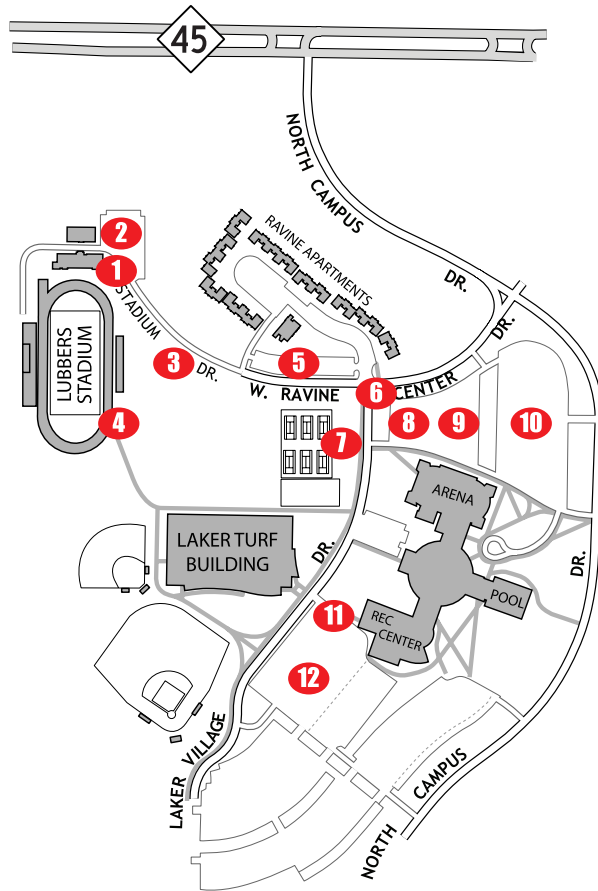 45
NORTH CAMPUS
DR.
RAVINE APARTMENTS
2
1
STADIUM
DR.
3
LUBBERS
STADIUM
4
5
W. RAVINE
6
CENTER
DR.
7
8
9
10
ARENA
LAKER TURF
BUILDING
DR.
DR.
POOL
11
REC
CENTER
12
LAKER VILLAGE
NORTH
CAMPUS